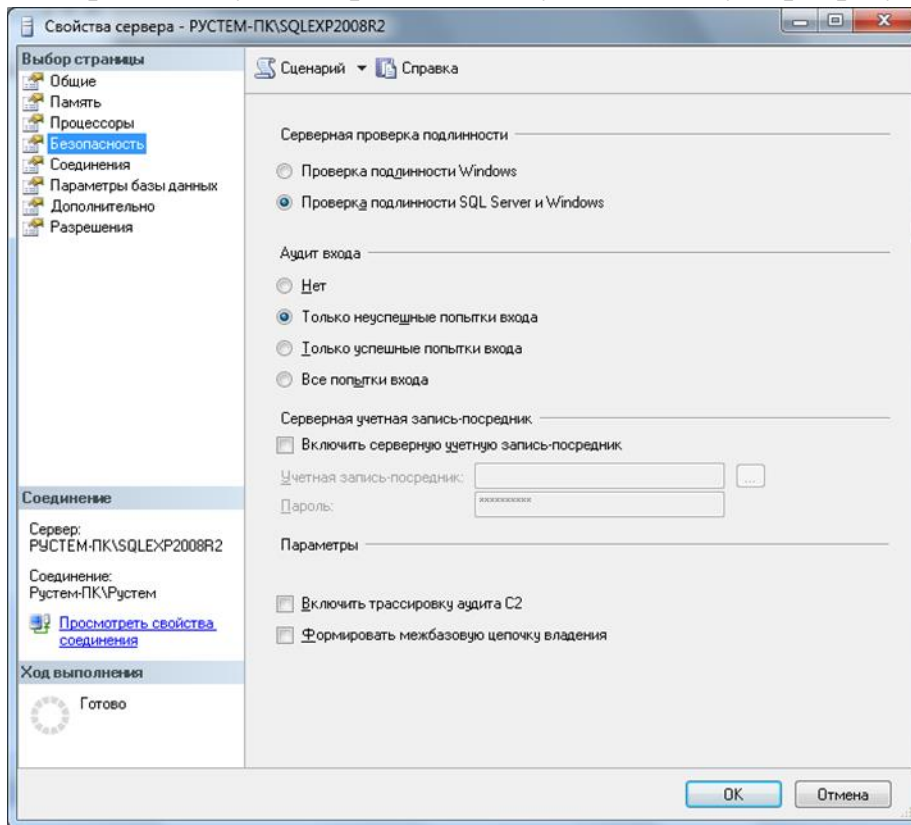 Свойства сервера - РУСТЕМ-ПК\SQLEXP2008R2
Выбор страницы
Общие
Память
Процессоры
Безопасность
Соединения
Параметры базы данных
Дополнительно
Разрешения
Сценарий
Справка
Серверная проверка подлинности
Проверка подлинности Windows
Проверка подлинности SQL Server и Windows
Аудит входа
Нет
Только неуспешные попытки входа
Только успешные попытки входа
Все попытки входа
Серверная учетная запись-посредник
Включить серверную учетную запись-посредник
Учетная запись-посредник:
...
Пароль:
××××××××××
Параметры
Включить трассировку аудита C2
Формировать межбазовую цепочку владения
Соединение
Сервер:
РУСТЕМ-ПК\SQLEXP2008R2
Соединение:
Рустем-ПК\Рустем
Просмотреть свойства
соединения
Ход выполнения
Готово
OK
Отмена